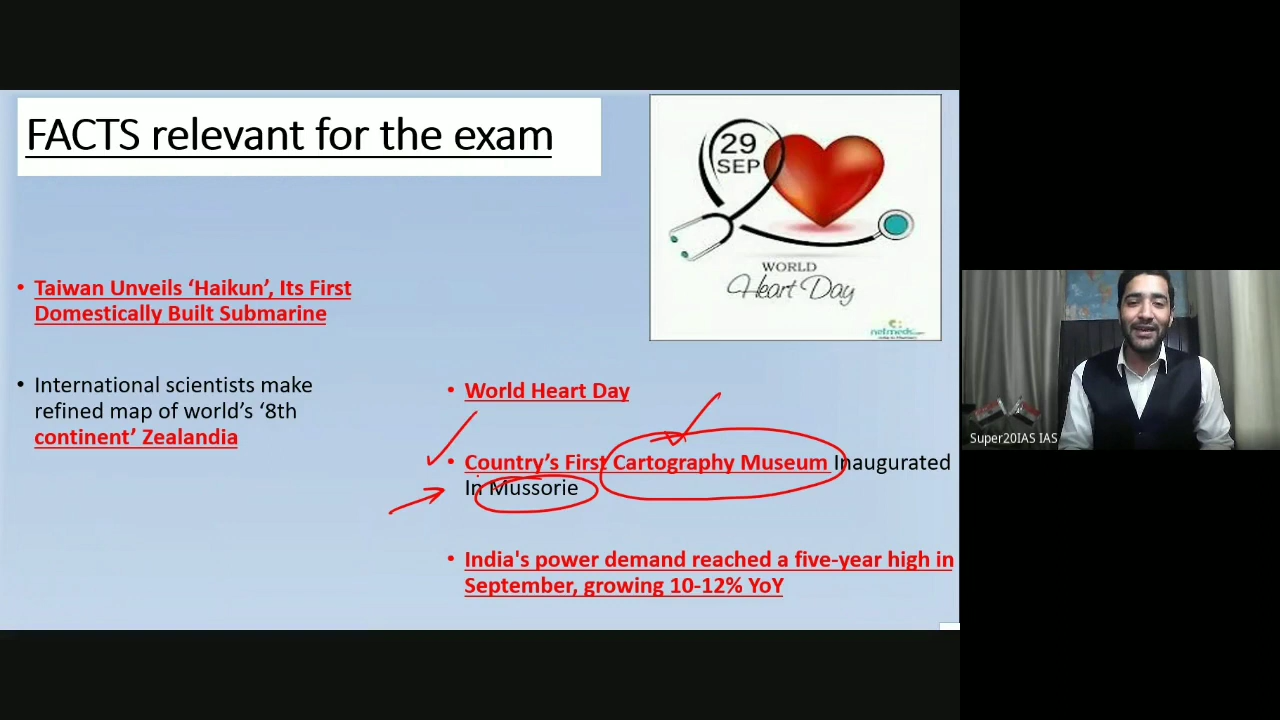 FACTS relevant for the exam
29
SEP
WORLD
Heart Day
netmeds.com
• Taiwan Unveils ‘Haikun’, Its First
Domestically Built Submarine
• International scientists make
refined map of world’s ‘8th
continent’ Zealandia
• World Heart Day
• Country’s First Cartography Museum Inaugurated
In Mussorie
• India's power demand reached a five-year high in
September, growing 10-12% YoY
Super20IAS IAS